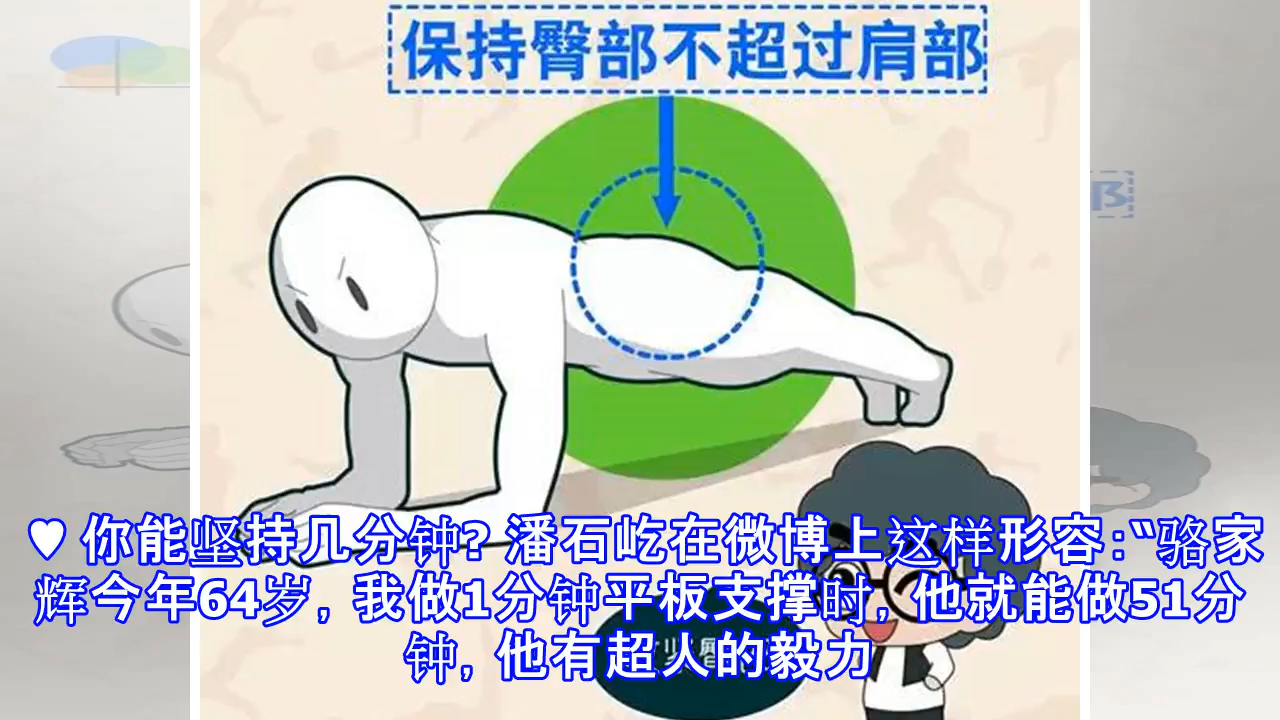 保持臀部不超过肩部
♥ 你能坚持几分钟? 潘石屹在微博上这样形容:“骆家
辉今年64岁, 我做1分钟平板支撑时, 他就能做51分
钟, 他有超人的毅力